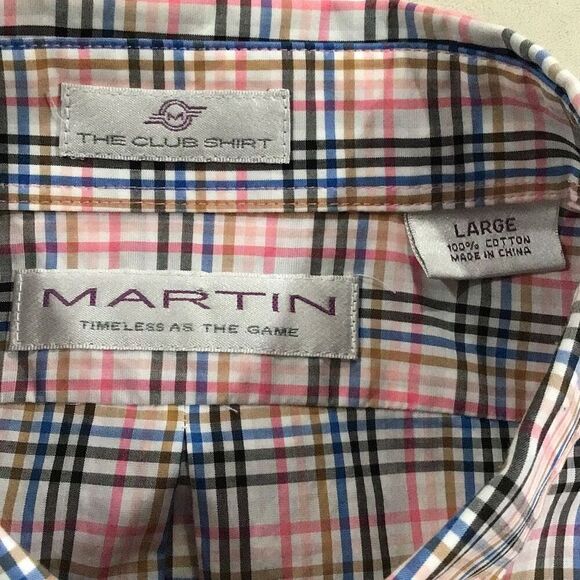 M
THE CLUB SHIRT
LARGE
100% COTTON
MADE IN CHINA
MARTIN
TIMELESS AS THE GAME